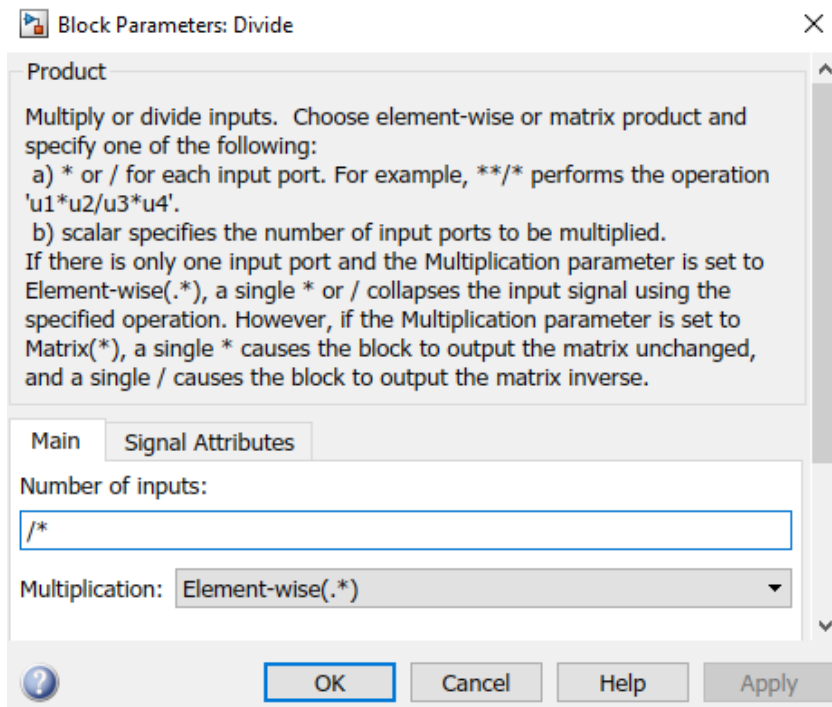 Block Parameters: Divide
Product
Multiply or divide inputs.  Choose element-wise or matrix product and
specify one of the following:
a) * or / for each input port. For example, **/* performs the operation
'u1*u2/u3*u4'.
b) scalar specifies the number of input ports to be multiplied.
If there is only one input port and the Multiplication parameter is set to
Element-wise(.*), a single * or / collapses the input signal using the
specified operation. However, if the Multiplication parameter is set to
Matrix(*), a single * causes the block to output the matrix unchanged,
and a single / causes the block to output the matrix inverse.
Main Signal Attributes
Number of inputs:
/*
Multiplication: Element-wise(.*)
? OK Cancel Help Apply